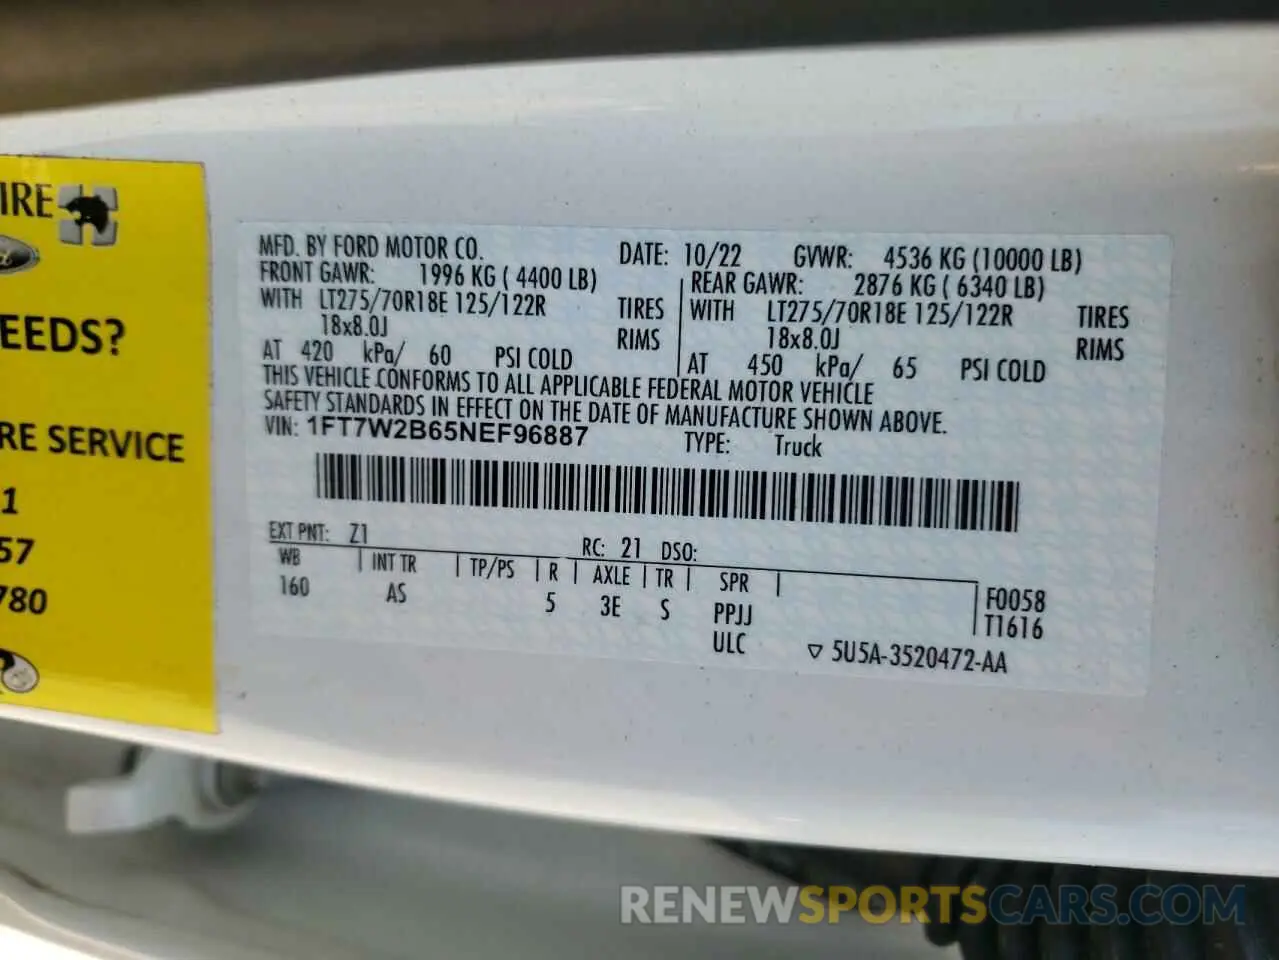 IRE
EEDS?
RE SERVICE
1
57
780
MFD. BY FORD MOTOR CO. DATE: 10/22 GVWR: 4536 KG (10000 LB)
FRONT GAWR: 1996 KG ( 4400 LB) REAR GAWR: 2876 KG ( 6340 LB)
WITH LT275/70R18E 125/122R TIRES WITH LT275/70R18E 125/122R TIRES
18x8.0J RIMS 18x8.0J RIMS
AT 420 kPa/ 60 PSI COLD AT 450 kPa/ 65 PSI COLD
THIS VEHICLE CONFORMS TO ALL APPLICABLE FEDERAL MOTOR VEHICLE
SAFETY STANDARDS IN EFFECT ON THE DATE OF MANUFACTURE SHOWN ABOVE.
VIN: 1FT7W2B65NEF96887 TYPE: Truck
EXT PNT: Z1 RC: 21 DSO:
WB INT TR TP/PS R AXLE TR SPR
160 AS 5 3E S PPJJ F0058
ULC T1616
5U5A-3520472-AA
RENEWSPORTSCARS.COM